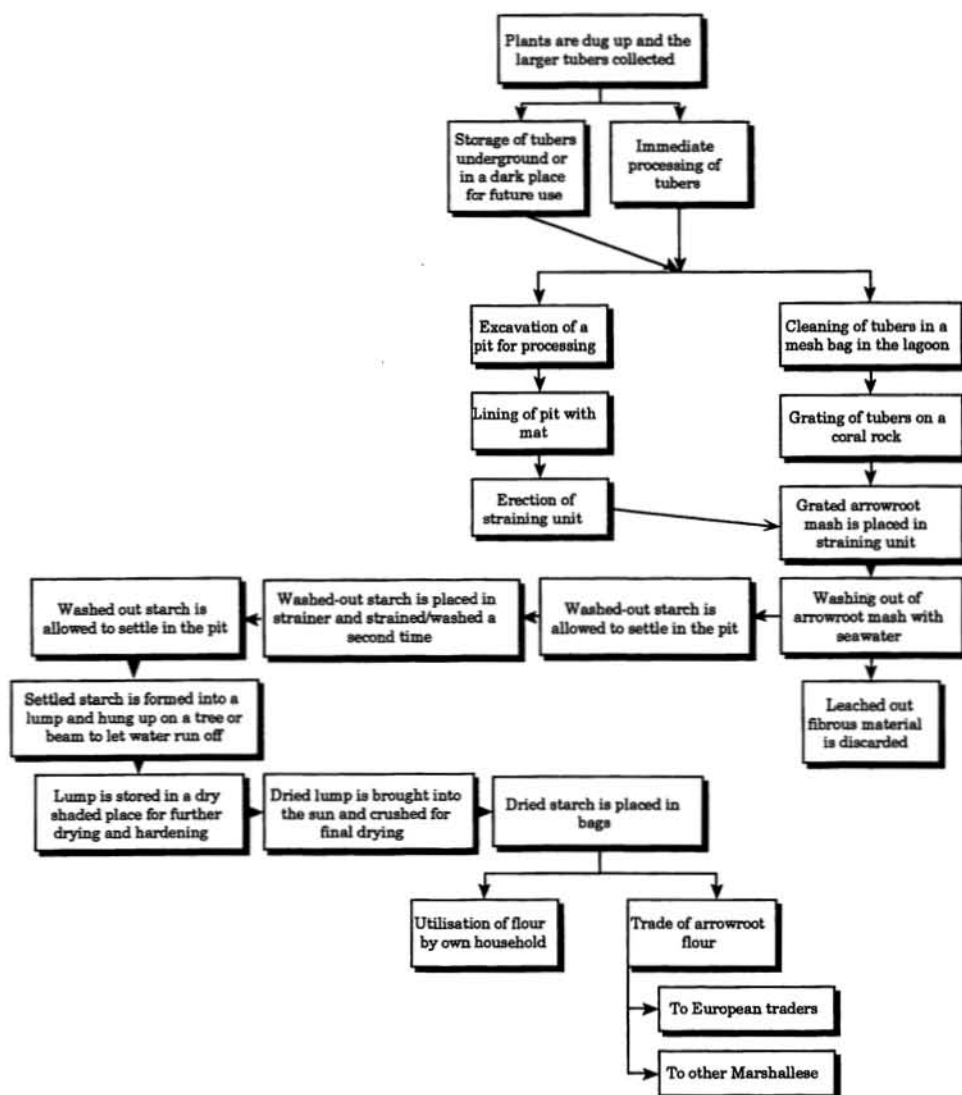 Plants are dug up and the
larger tubers collected
Storage of tubers
underground or
in a dark place
for future use
Immediate
processing of
tubers
Excavation of a
pit for processing
Cleaning of tubers in a
mesh bag in the lagoon
Lining of pit with
mat
Grating of tubers on a
coral rock
Erection of
straining unit
Grated arrowroot
mash is placed in
straining unit
Washing out of
arrowroot mash with
seawater
Leached out
fibrous material
is discarded
Washed-out starch is
allowed to settle in the pit
Washed-out starch is placed in
strainer and strained/washed a
second time
Washed out starch is
allowed to settle in the pit
Settled starch is formed into a
lump and hung up on a tree or
beam to let water run off
Lump is stored in a dry
shaded place for further
drying and hardening
Dried lump is brought into
the sun and crushed for
final drying
Dried starch is placed in
bags
Utilisation of flour
by own household
Trade of arrowroot
flour
To European traders
To other Marshallese